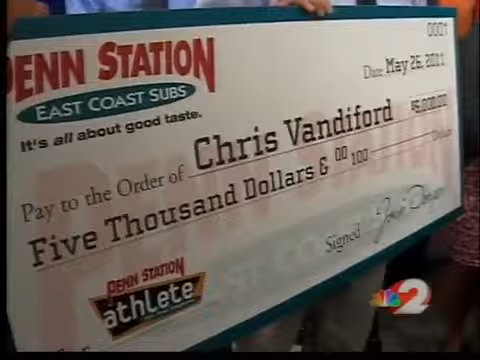 0001
PENN STATION
EAST COAST SUBS
It's all about good taste.
Date May 26, 2011
Pay to the Order of Chris Vandiford $5,000.00
Five Thousand Dollars & 00/100 Dollars
PENN STATION
athlete
Signed
2